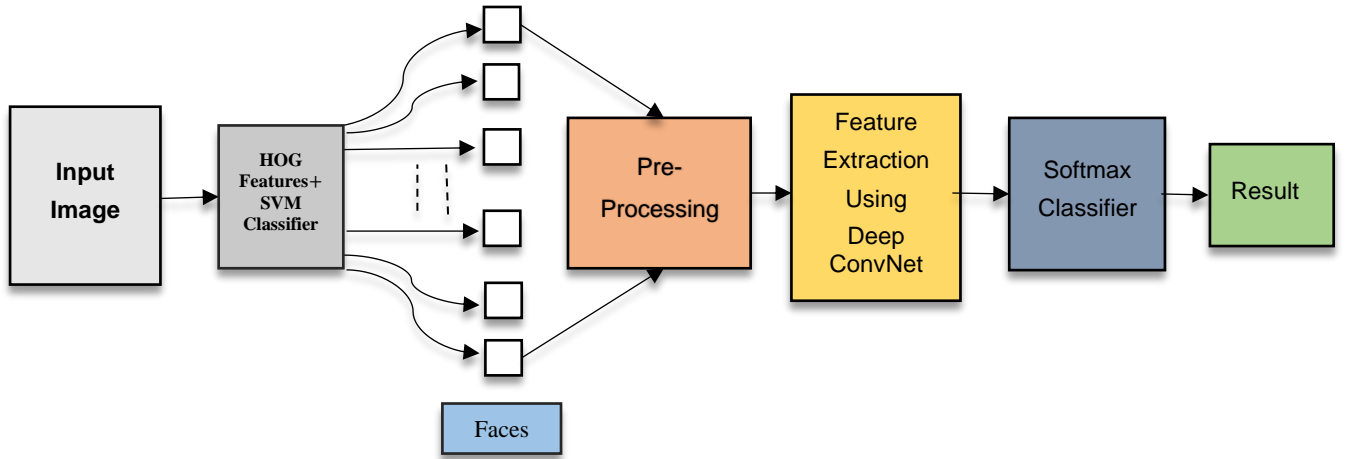 Input
Image
HOG
Features+
SVM
Classifier
Faces
Pre-
Processing
Feature
Extraction
Using
Deep
ConvNet
Softmax
Classifier
Result